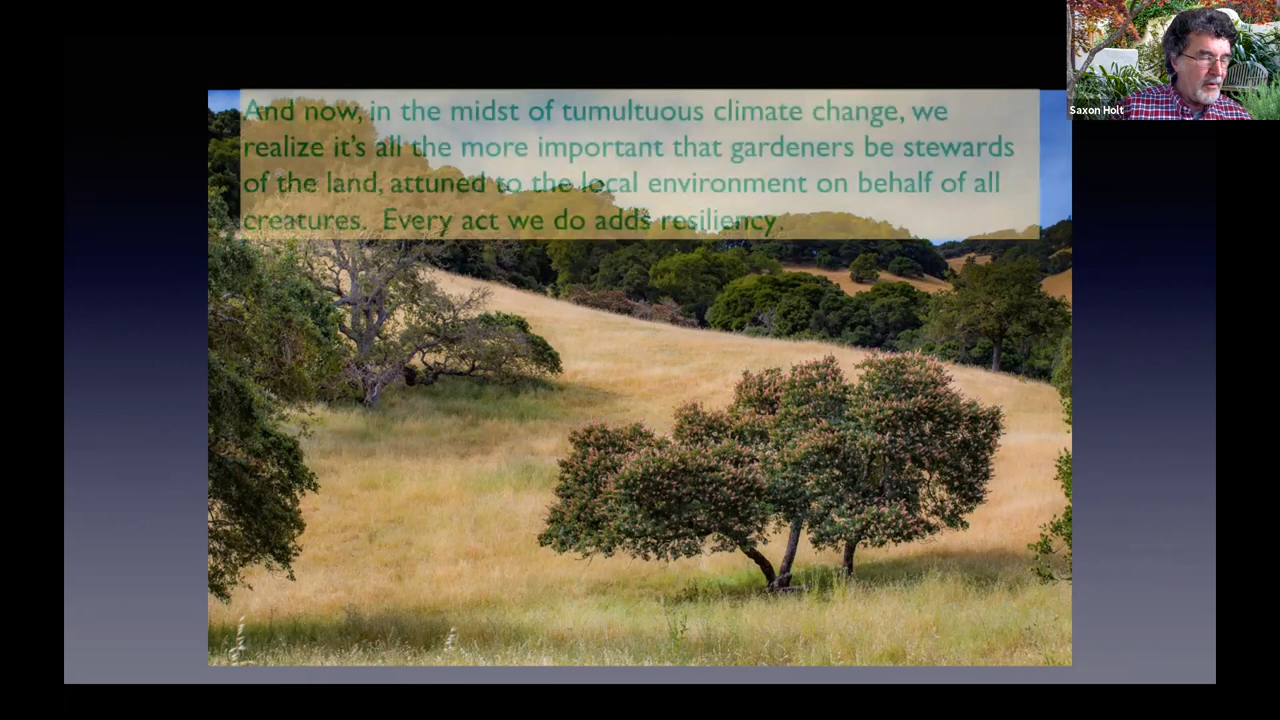 And now, in the midst of tumultuous climate change, we
realize it's all the more important that gardeners be stewards
of the land, attuned to the local environment on behalf of all
creatures.  Every act we do adds resiliency.
Saxon Holt